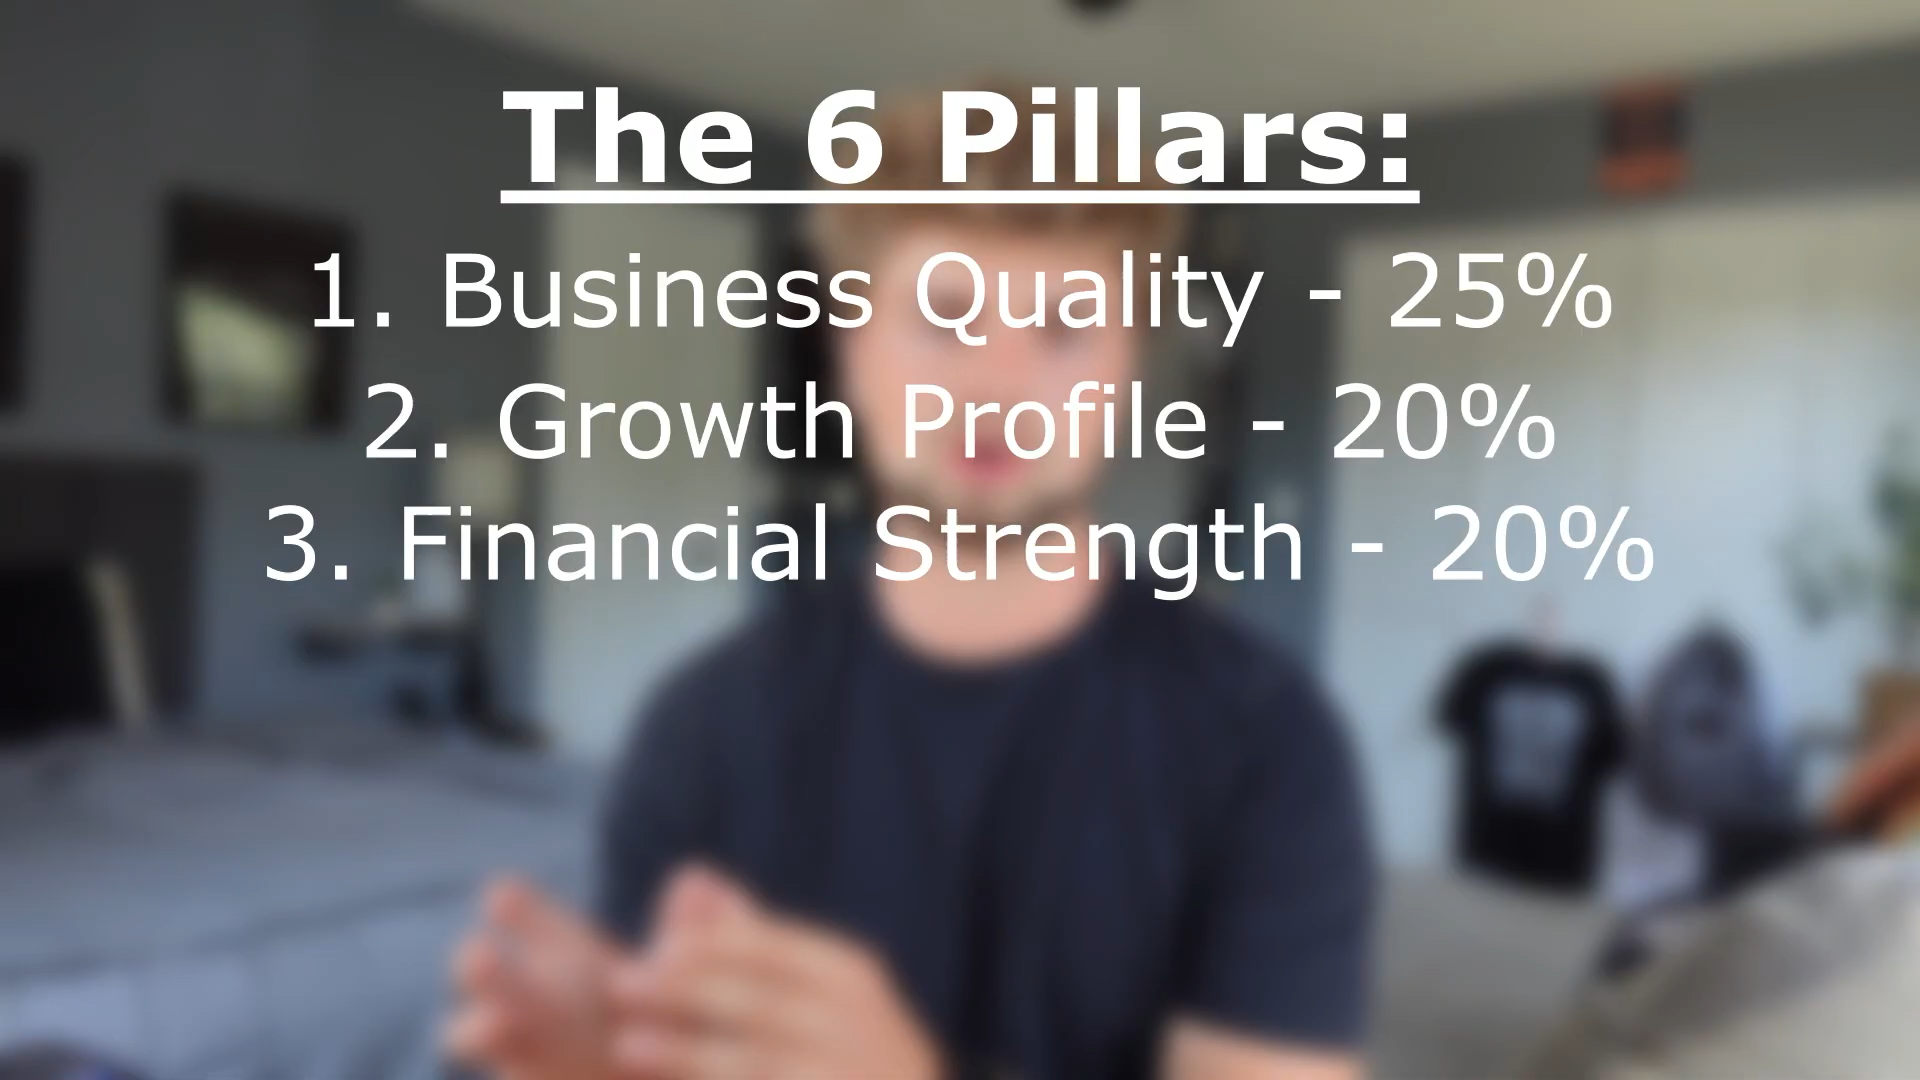 The 6 Pillars:
1. Business Quality - 25%
2. Growth Profile - 20%
3. Financial Strength - 20%